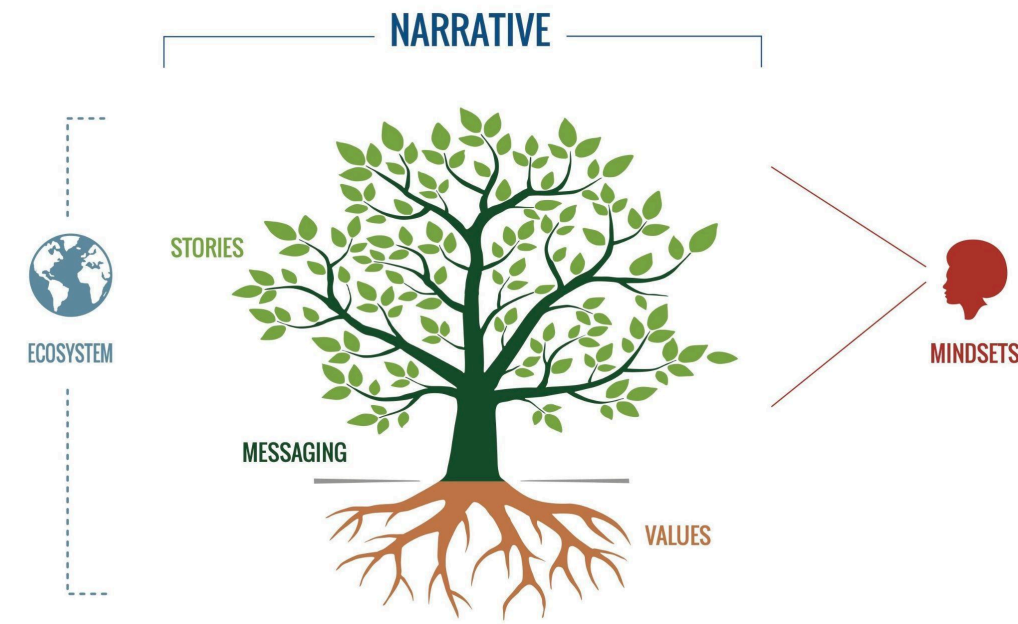 NARRATIVE
STORIES
ECOSYSTEM
MINDSETS
MESSAGING
VALUES